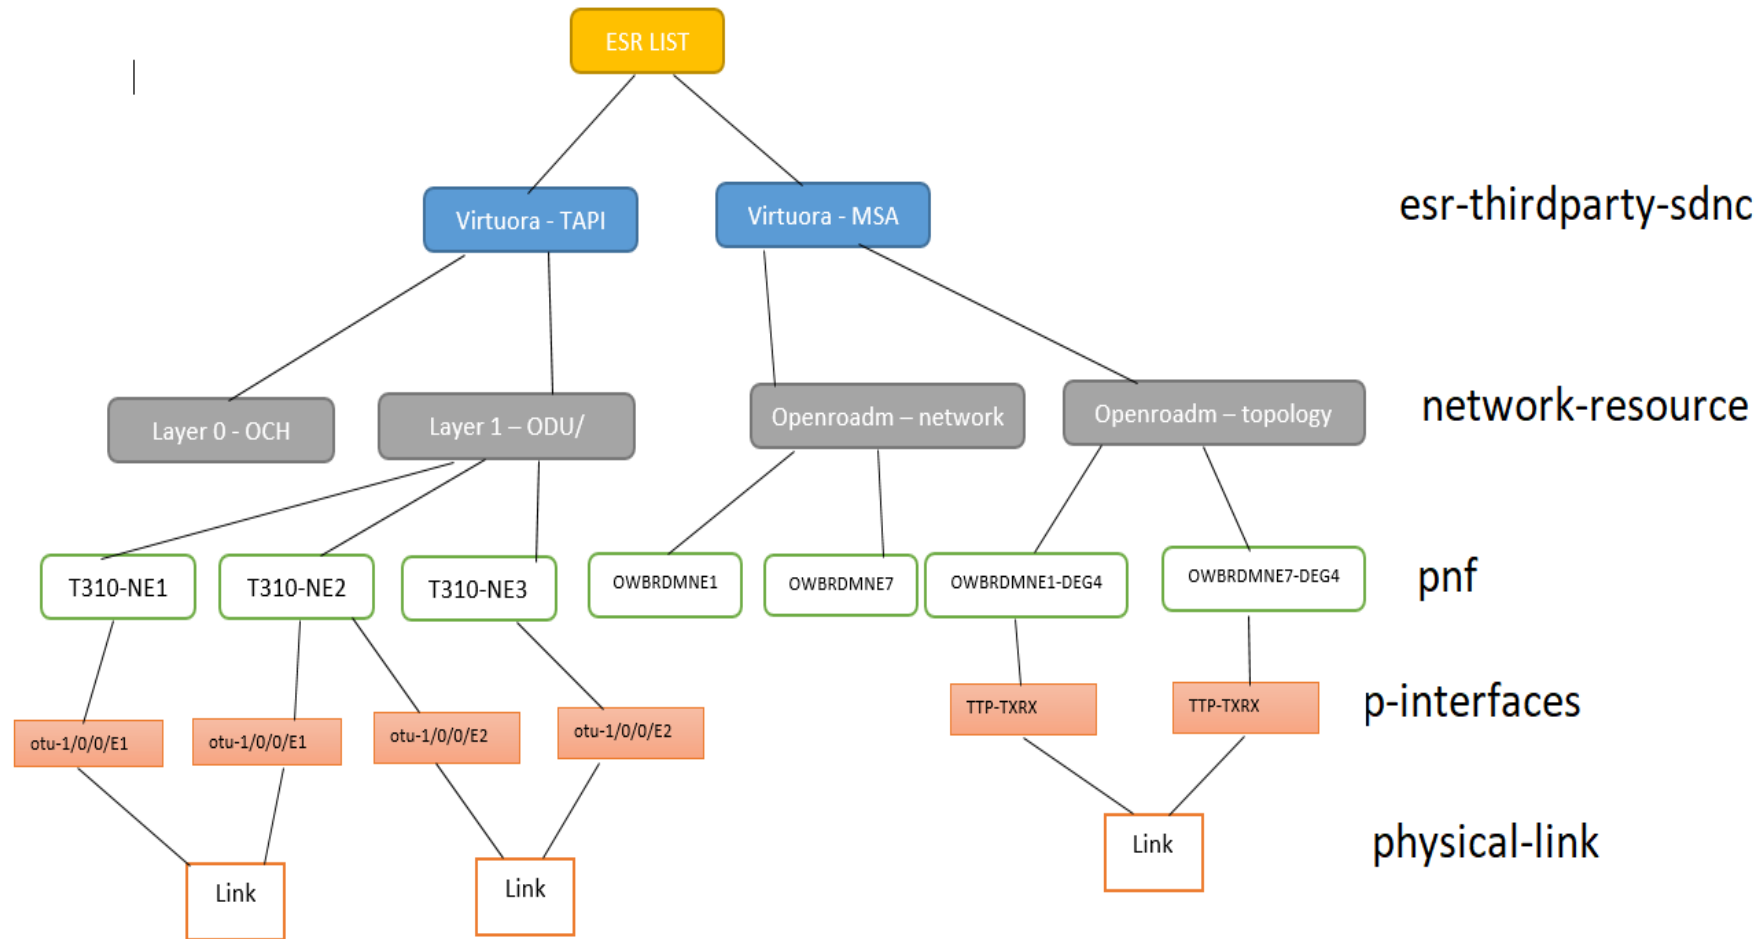 ESR LIST
Virtuora - TAPI
Virtuora - MSA
esr-thirdparty-sdnc
Layer 0 - OCH
Layer 1 – ODU/
Openroadm – network
Openroadm – topology
network-resource
T310-NE1
T310-NE2
T310-NE3
OWBRDMNE1
OWBRDMNE7
OWBRDMNE1-DEG4
OWBRDMNE7-DEG4
pnf
otu-1/0/0/E1
otu-1/0/0/E1
otu-1/0/0/E2
otu-1/0/0/E2
TTP-TXRX
TTP-TXRX
p-interfaces
Link
Link
Link
physical-link